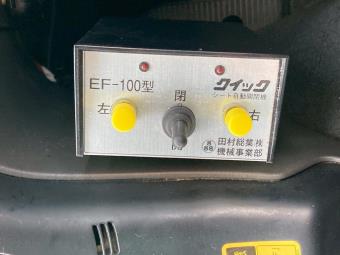 EF-100型
クイック
シート自動開閉機
左
閉
右
田村総業㈱
機械事業部